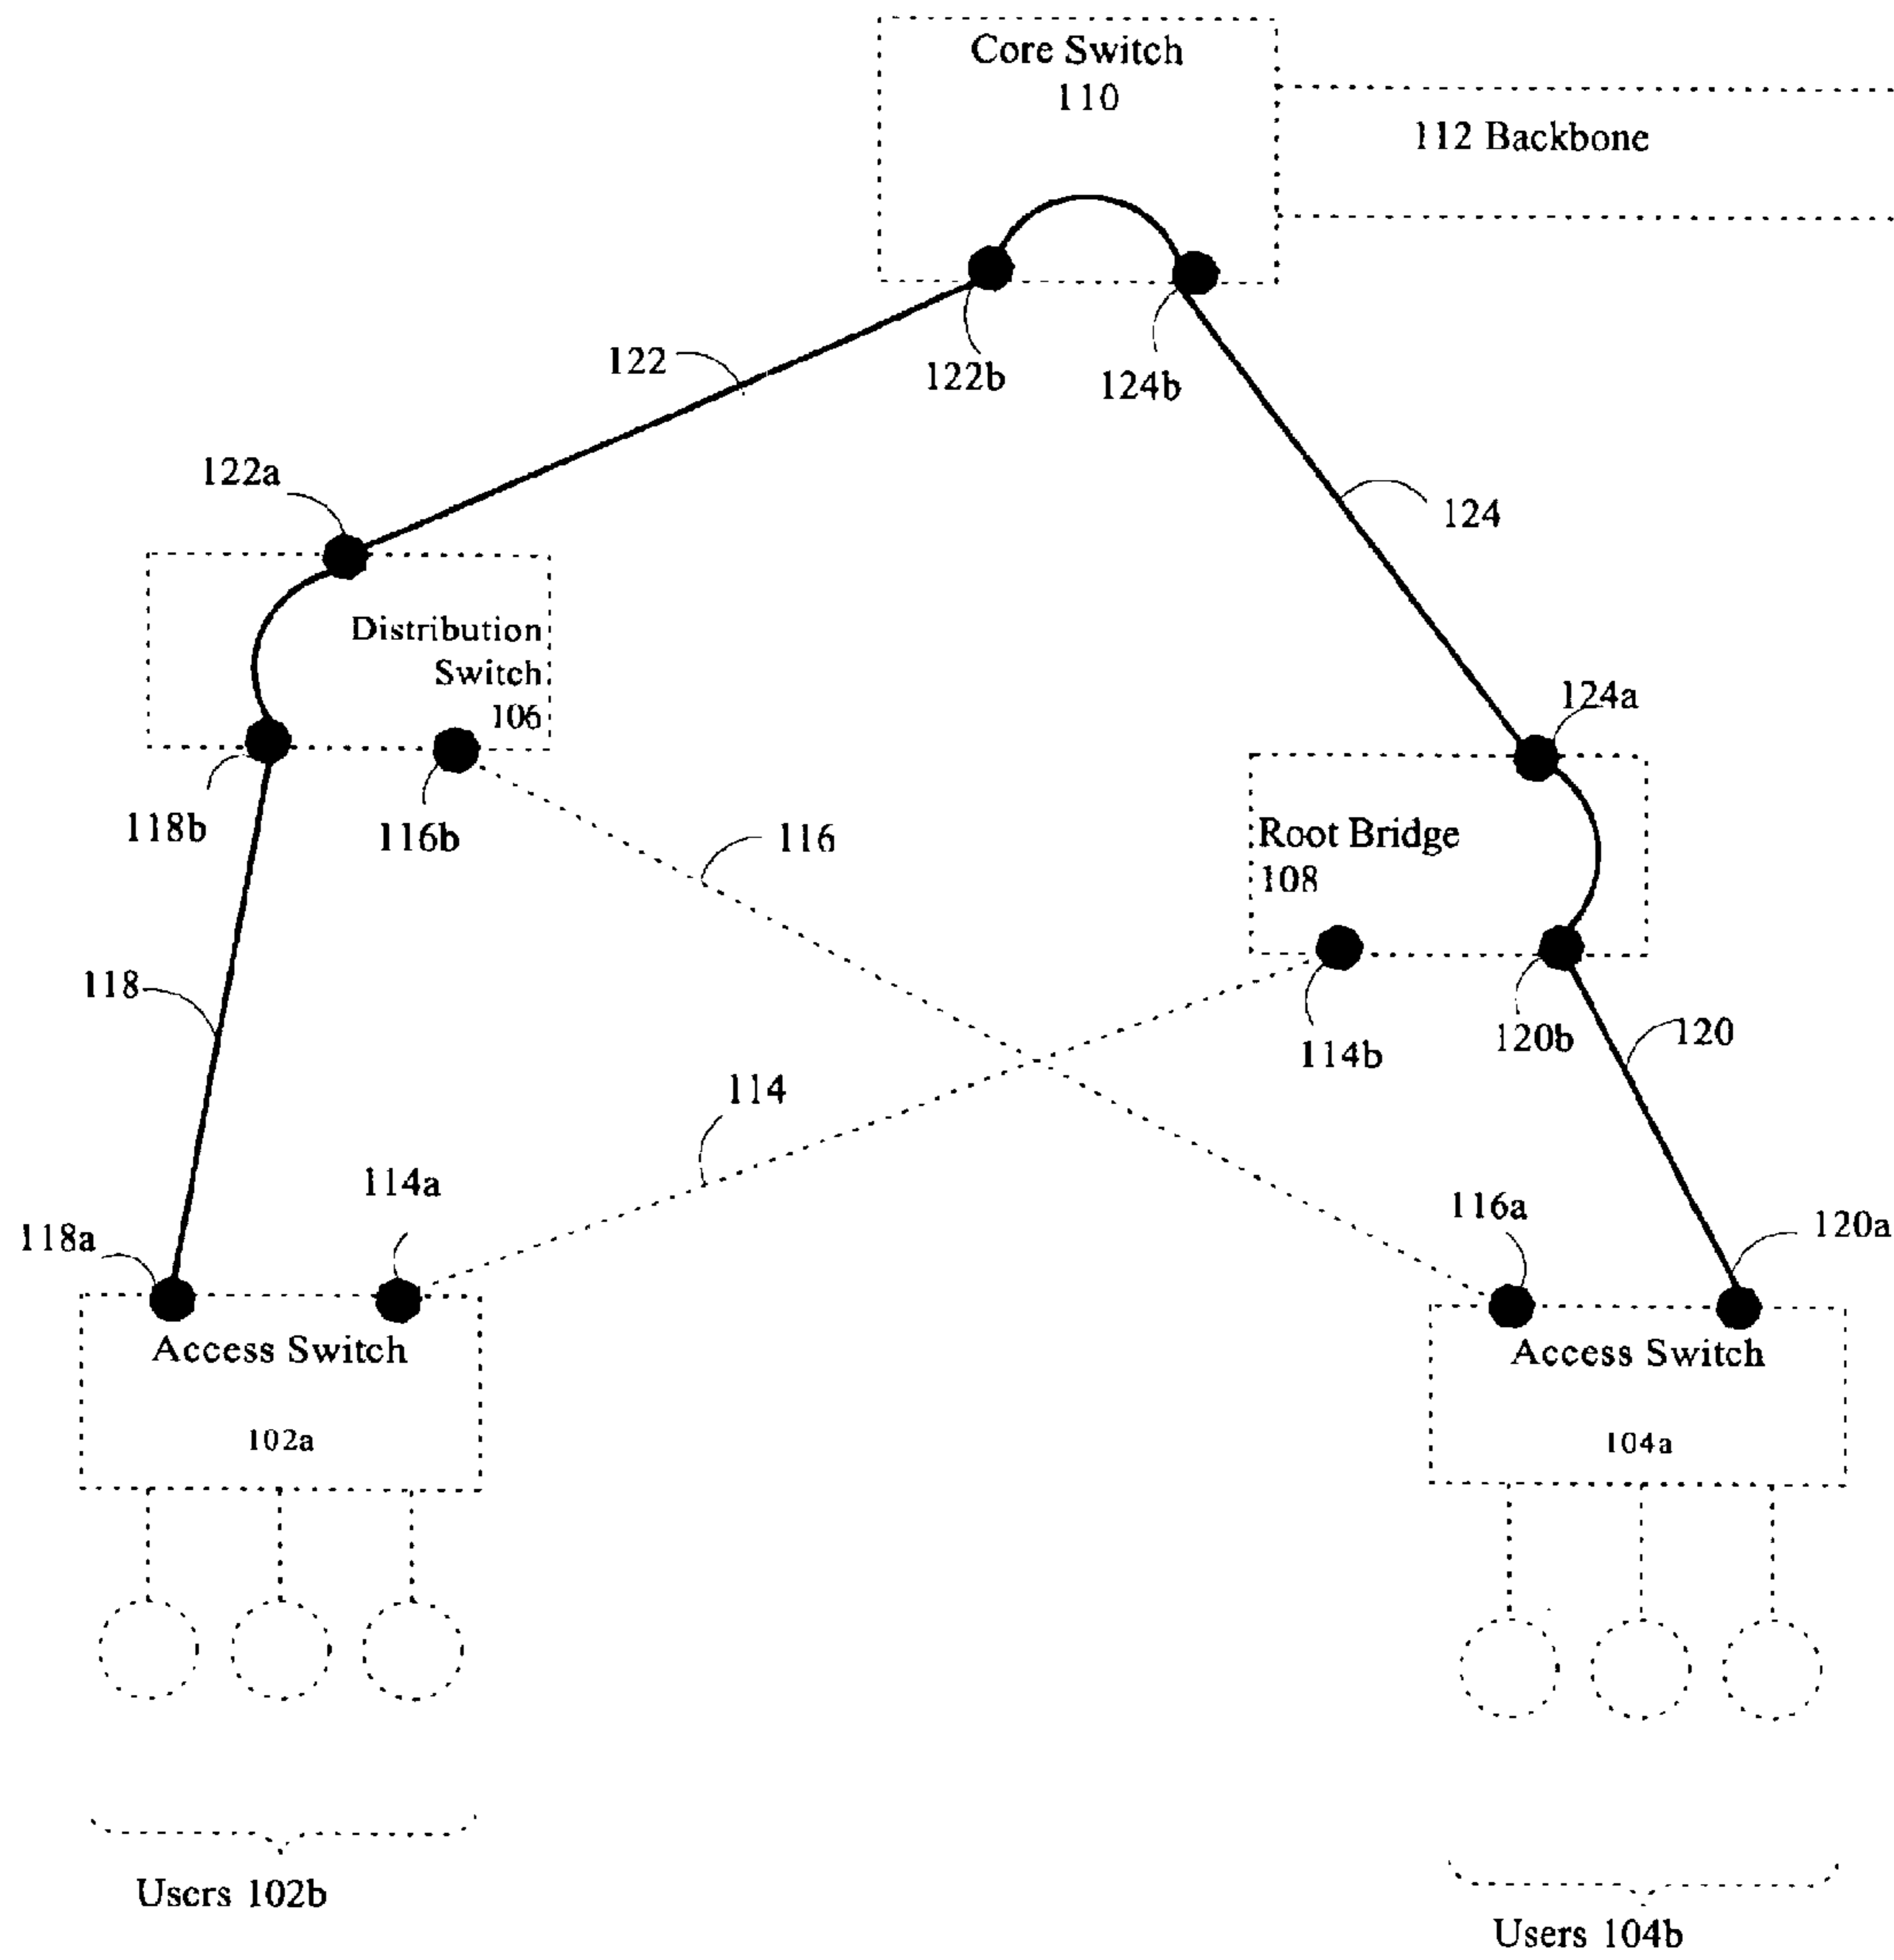 Core Switch
110
112 Backbone
122
122b
124b
122a
124
Distribution
Switch
106
124a
118b
116b
116
Root Bridge
108
118
114b
120b
120
114
114a
118a
116a
120a
Access Switch
102a
Access Switch
104a
Users 102b
Users 104b